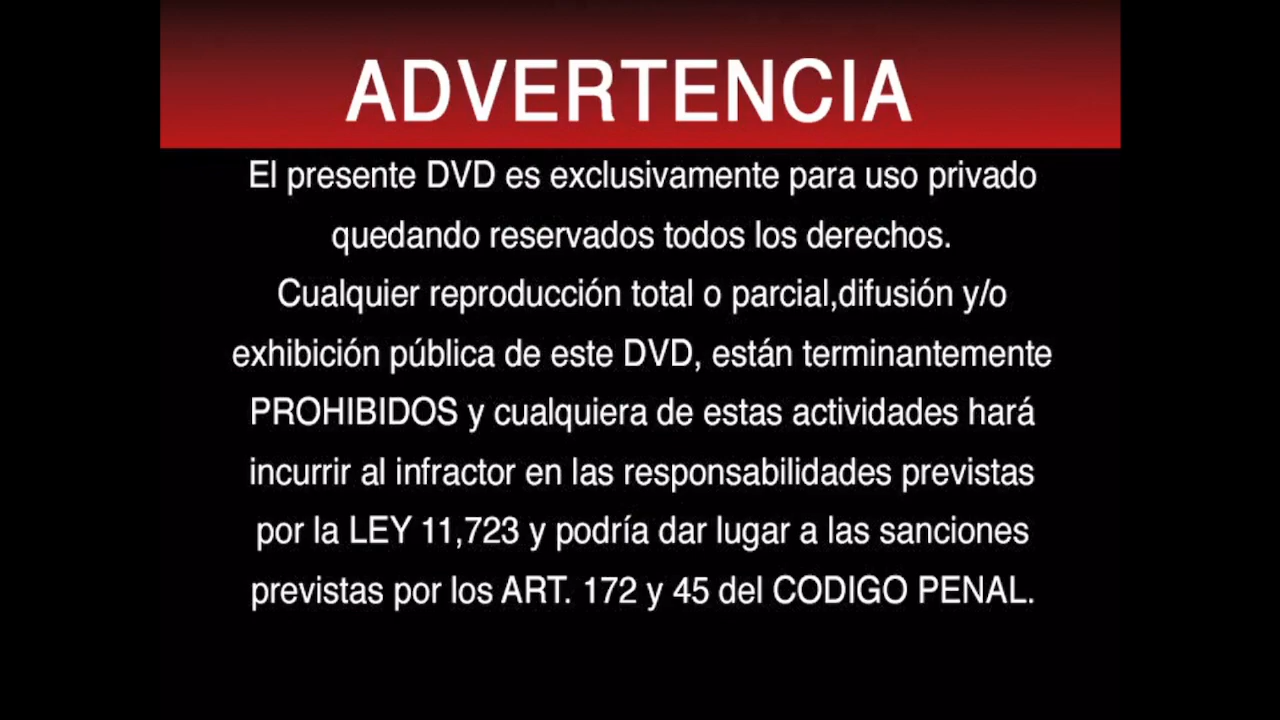 ADVERTENCIA
El presente DVD es exclusivamente para uso privado
quedando reservados todos los derechos.
Cualquier reproducción total o parcial,difusión y/o
exhibición pública de este DVD, están terminantemente
PROHIBIDOS y cualquiera de estas actividades hará
incurrir al infractor en las responsabilidades previstas
por la LEY 11,723 y podría dar lugar a las sanciones
previstas por los ART. 172 y 45 del CODIGO PENAL.